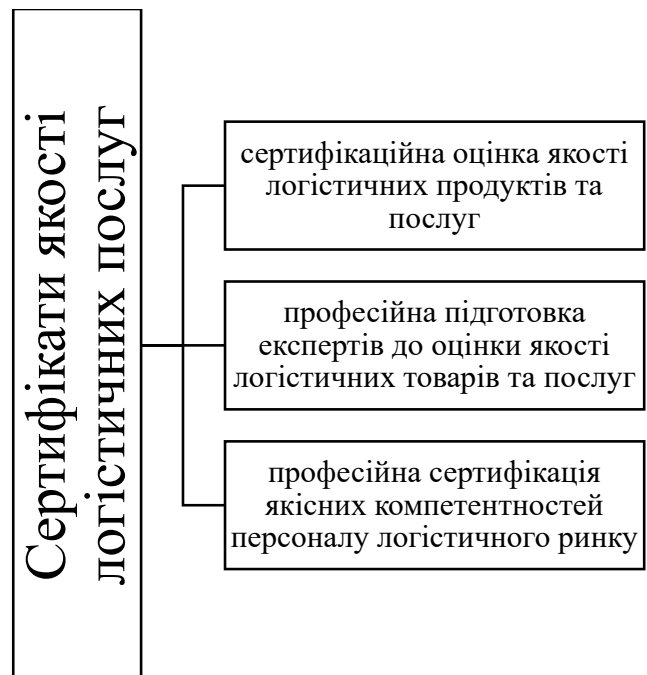 Сертифікати якості
логістичних послуг
сертифікаційна оцінка якості
логістичних продуктів та
послуг
професійна підготовка
експертів до оцінки якості
логістичних товарів та послуг
професійна сертифікація
якісних компетентностей
персоналу логістичного ринку